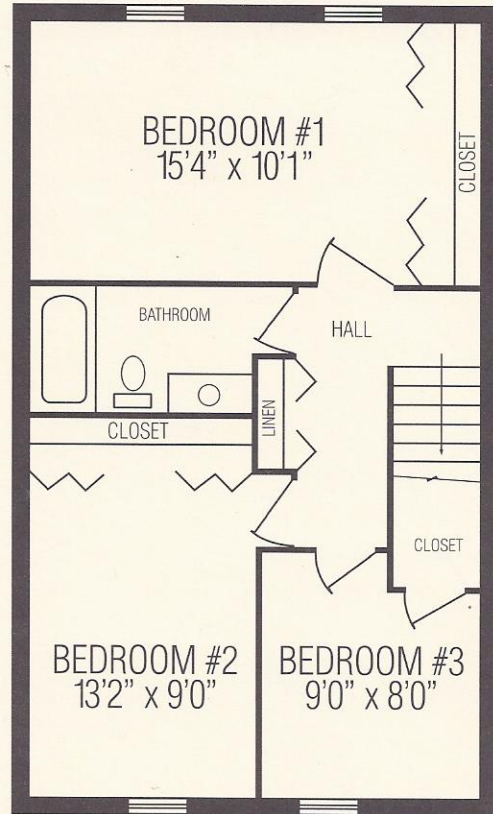 BEDROOM #1
15'4" x 10'1"
CLOSET
BATHROOM
HALL
LINEN
CLOSET
CLOSET
BEDROOM #2
13'2" x 9'0"
BEDROOM #3
9'0" x 8'0"